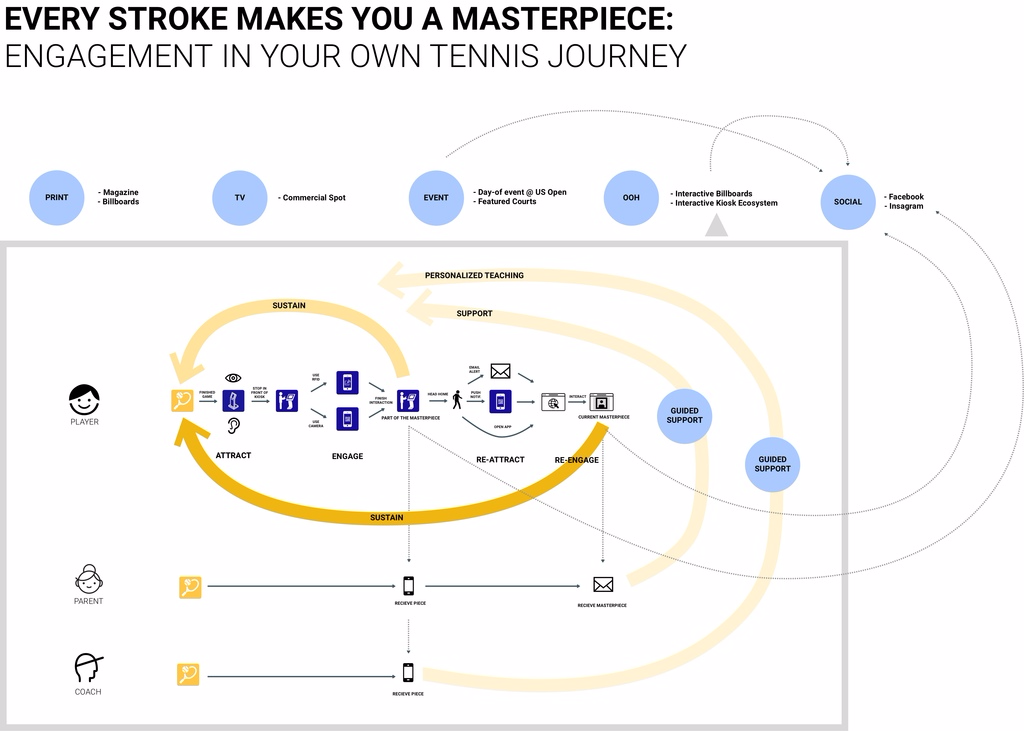 EVERY STROKE MAKES YOU A MASTERPIECE:
ENGAGEMENT IN YOUR OWN TENNIS JOURNEY
PRINT
- Magazine
- Billboards
TV
- Commercial Spot
EVENT
- Day-of event @ US Open
- Featured Courts
OOH
- Interactive Billboards
- Interactive Kiosk Ecosystem
SOCIAL
- Facebook
- Insagram
PERSONALIZED TEACHING
SUSTAIN
SUPPORT
PLAYER
FINISHED
GAME
STOP IN
FRONT OF
KIOSK
USE
RFID
USE
CAMERA
FINISH
INTERACTION
PART OF THE MASTERPIECE
HEAD HOME
EMAIL
ALERT
PUSH
NOTIF.
OPEN APP
INTERACT
CURRENT MASTERPIECE
GUIDED
SUPPORT
GUIDED
SUPPORT
ATTRACT
ENGAGE
RE-ATTRACT
RE-ENGAGE
SUSTAIN
PARENT
RECIEVE PIECE
RECIEVE MASTERPIECE
COACH
RECIEVE PIECE